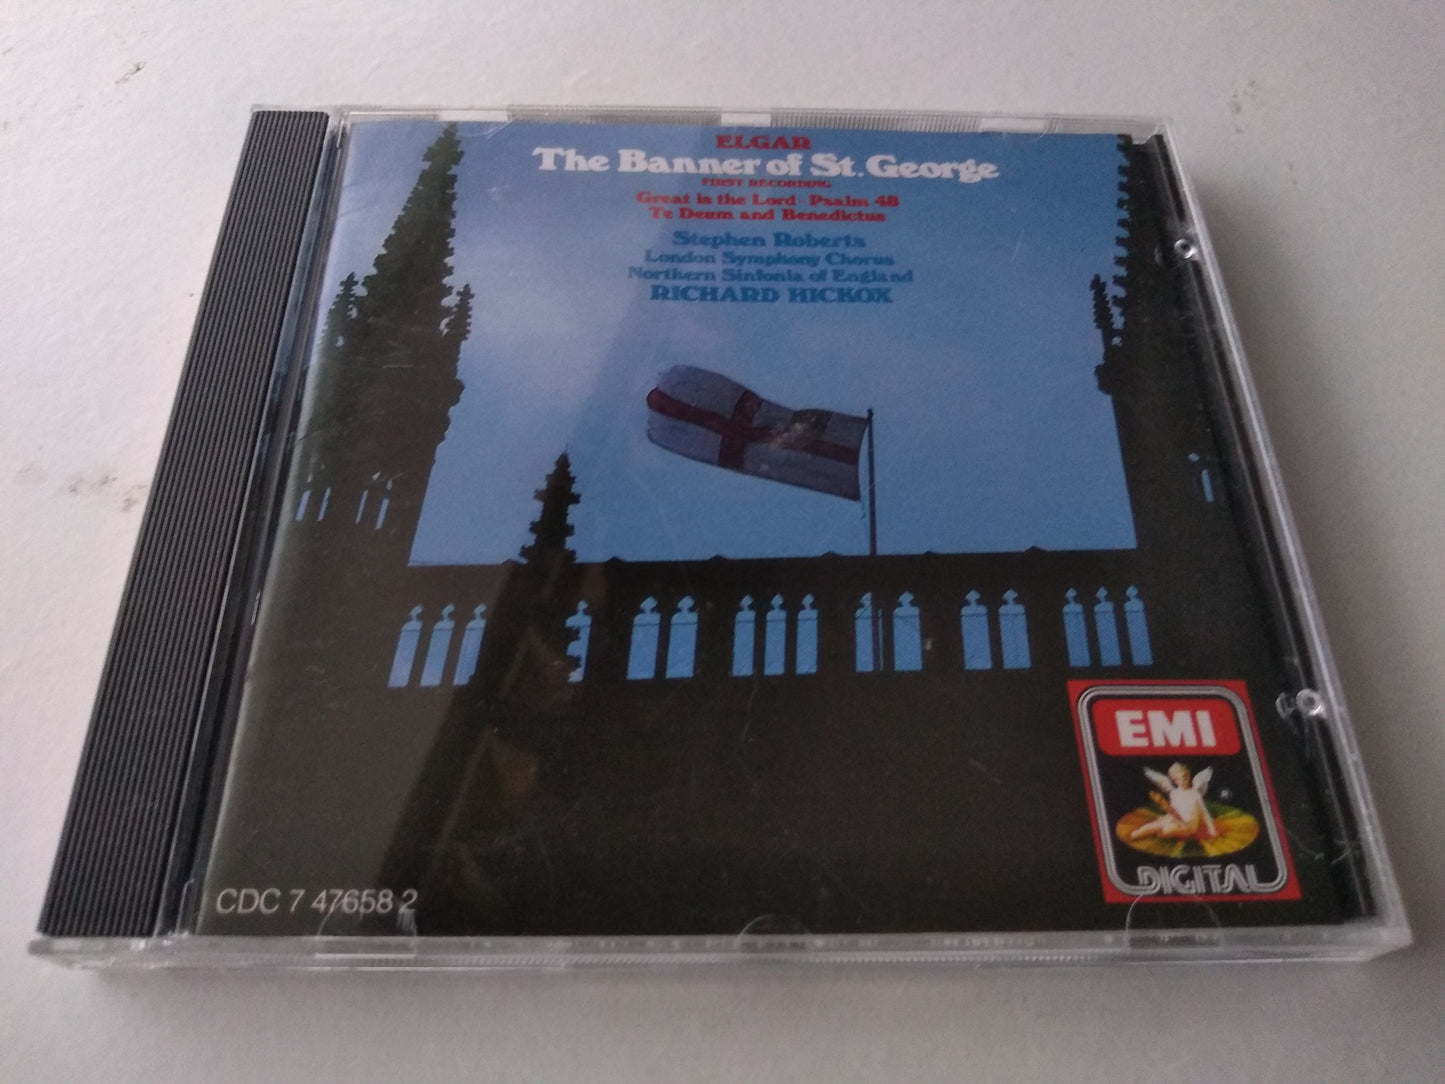 ELGAR
The Banner of St. George
FIRST RECORDING
Great is the Lord Psalm 48
Te Deum and Benedictus
Stephen Roberts
London Symphony Chorus
Northern Sinfonia of England
RICHARD HICKOX
EMI
DIGITAL
CDC 7 47658 2